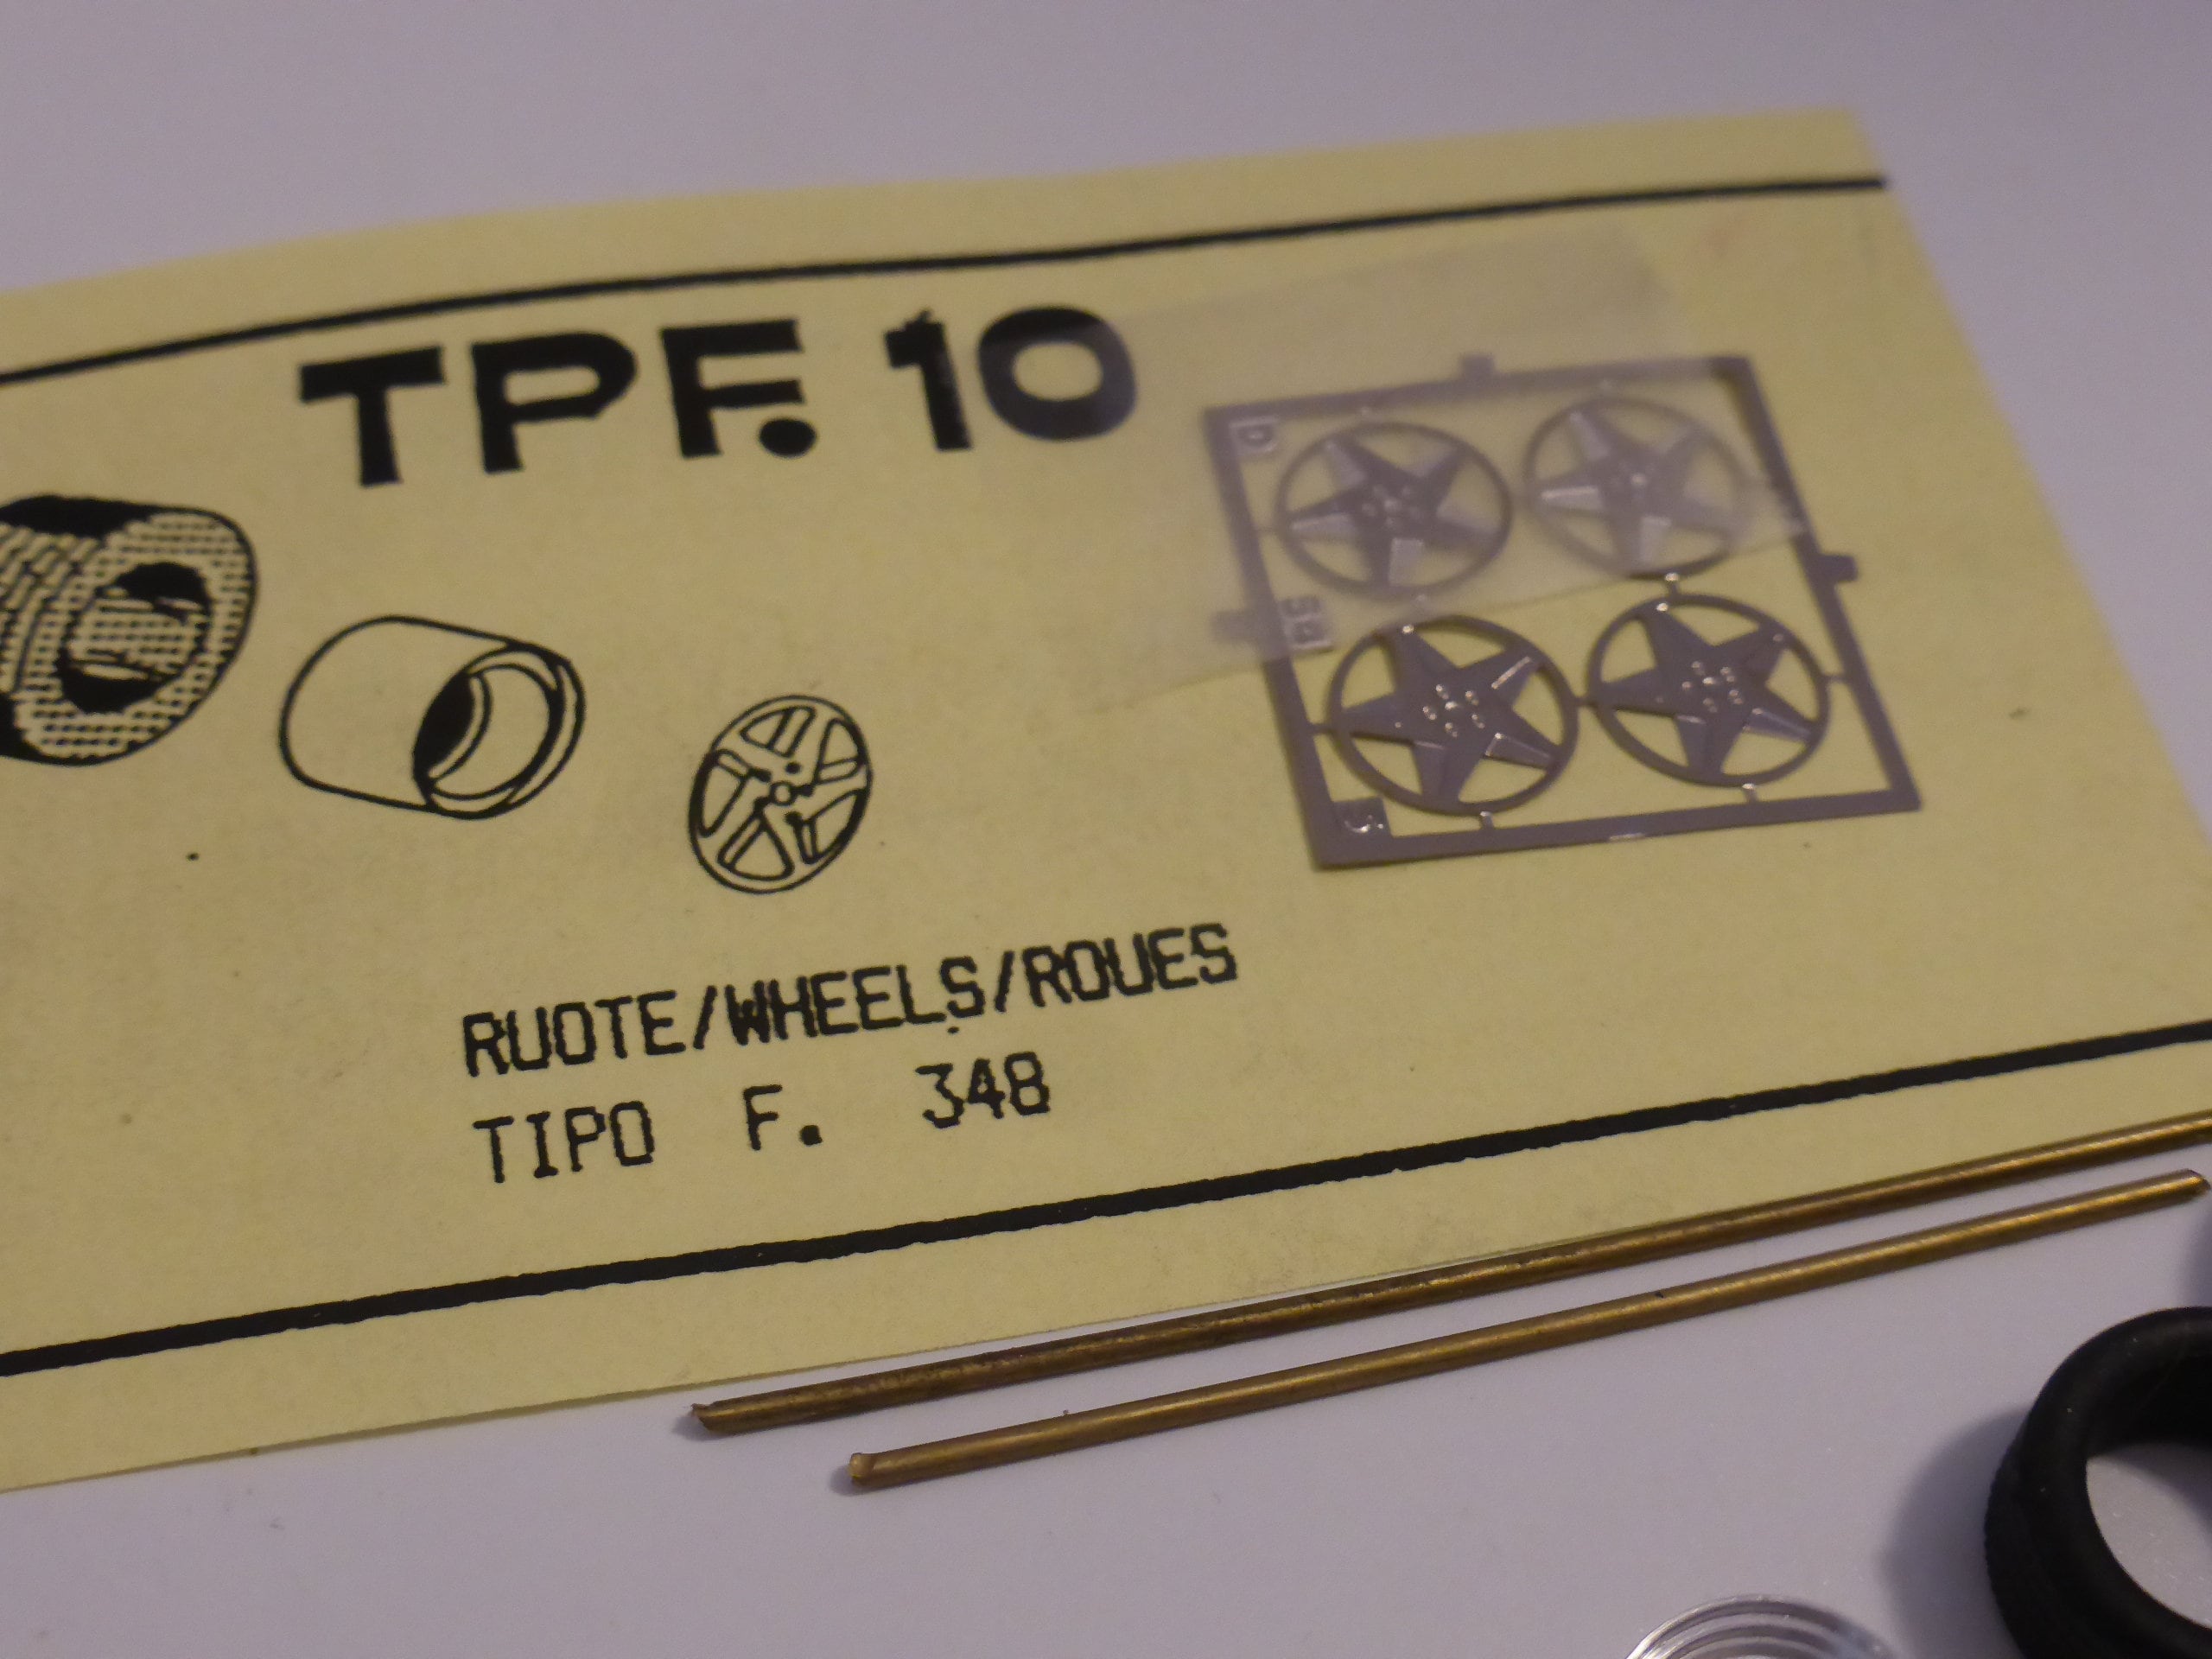 TPF. 10
RUOTE/WHEELS/ROUES
TIPO F. 348